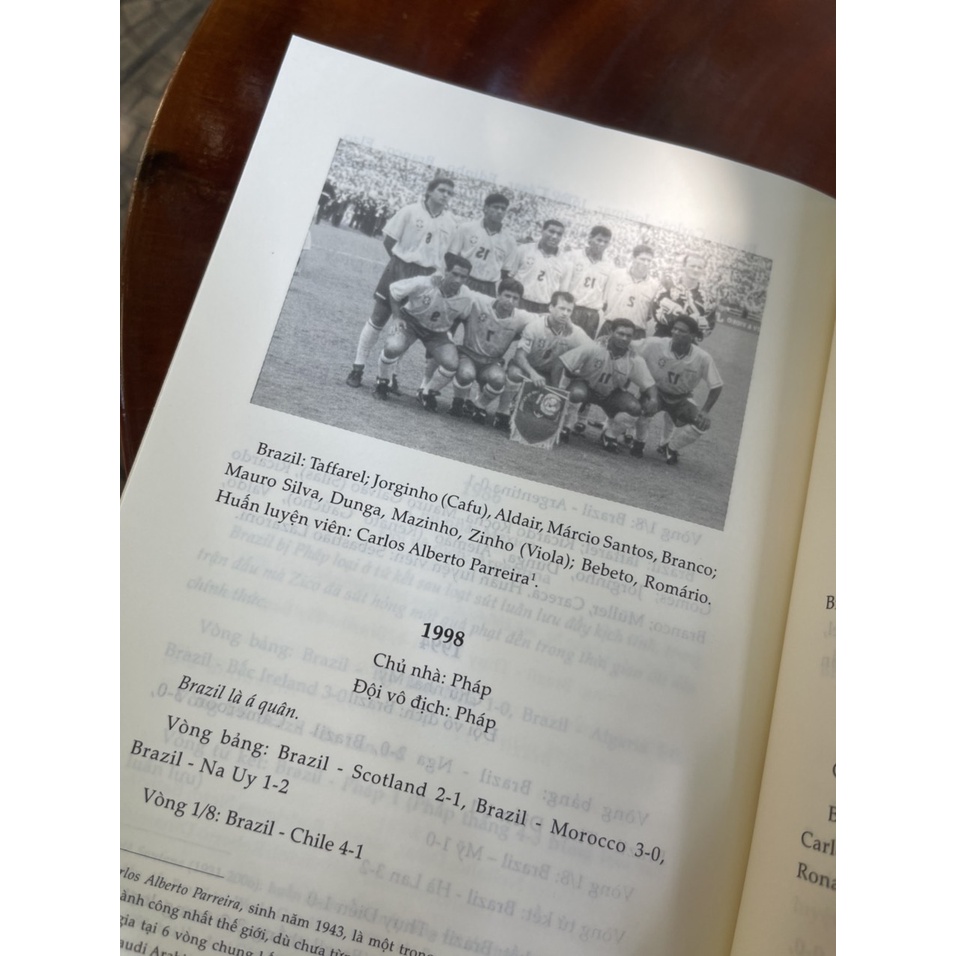 Brazil: Taffarel; Jorginho (Cafu), Aldair, Márcio Santos, Branco;
Mauro Silva, Dunga, Mazinho, Zinho (Viola); Bebeto, Romário.
Huấn luyện viên: Carlos Alberto Parreira¹.
1998
Chủ nhà: Pháp
Đội vô địch: Pháp
Brazil là á quân.
Vòng bảng: Brazil - Scotland 2-1, Brazil - Morocco 3-0,
Brazil - Na Uy 1-2
Vòng 1/8: Brazil - Chile 4-1
Alberto Parreira, sinh năm 1943, là một
công nhất thế giới, dù chưa
gia tại 6 vòng chung